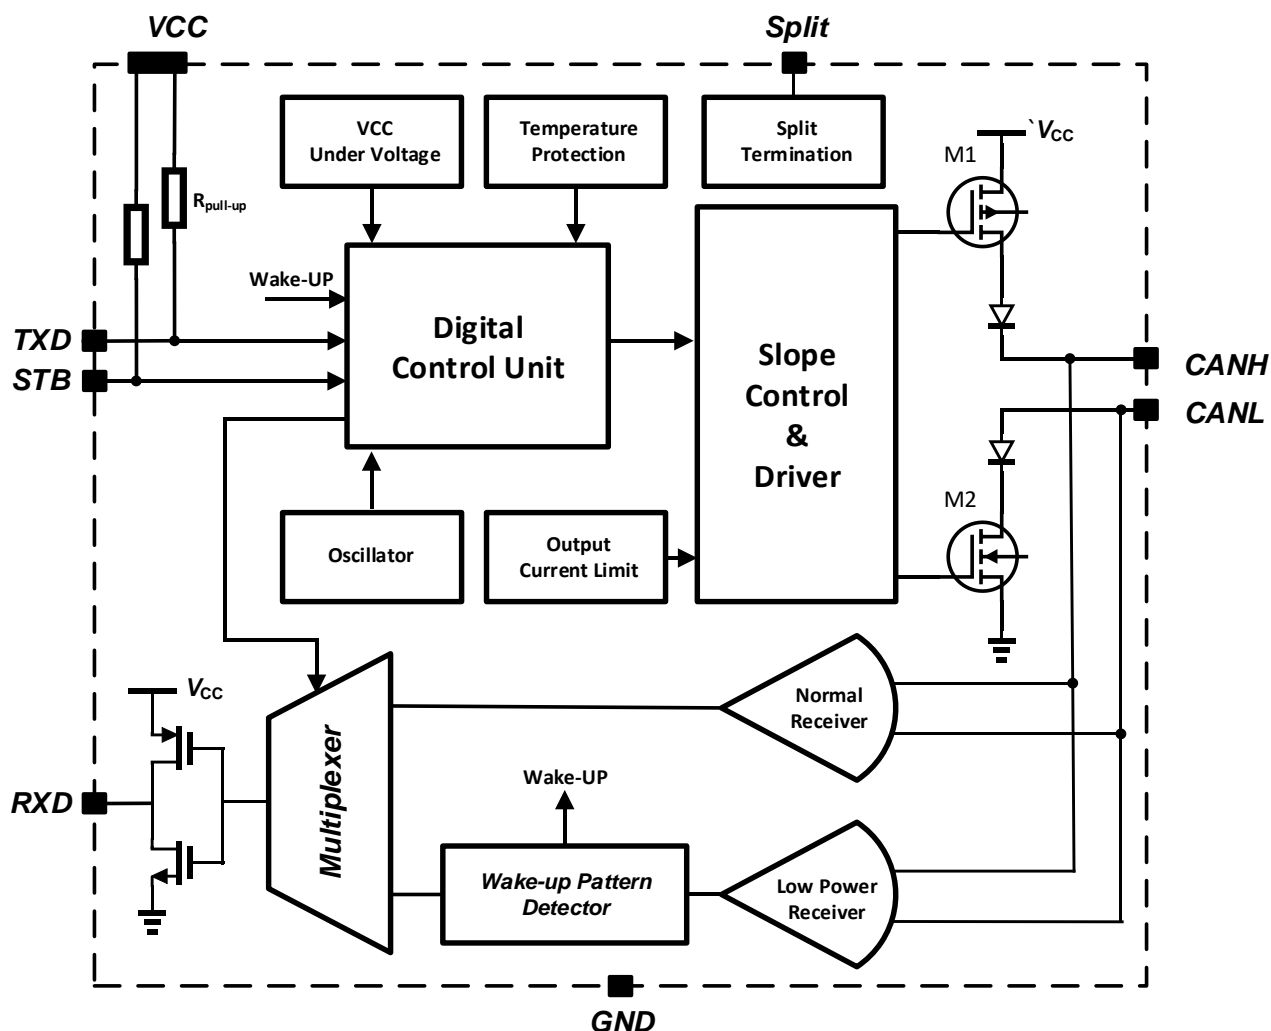 VCC
Split
VCC
Under Voltage
Temperature
Protection
Split
Termination
`VCC
M1
Rpull-up
Wake-UP
TXD
STB
Digital
Control Unit
Slope
Control
&
Driver
CANH
CANL
M2
Oscillator
Output
Current Limit
VCC
Normal
Receiver
Multiplexer
Wake-UP
RXD
Wake-up Pattern
Detector
Low Power
Receiver
GND